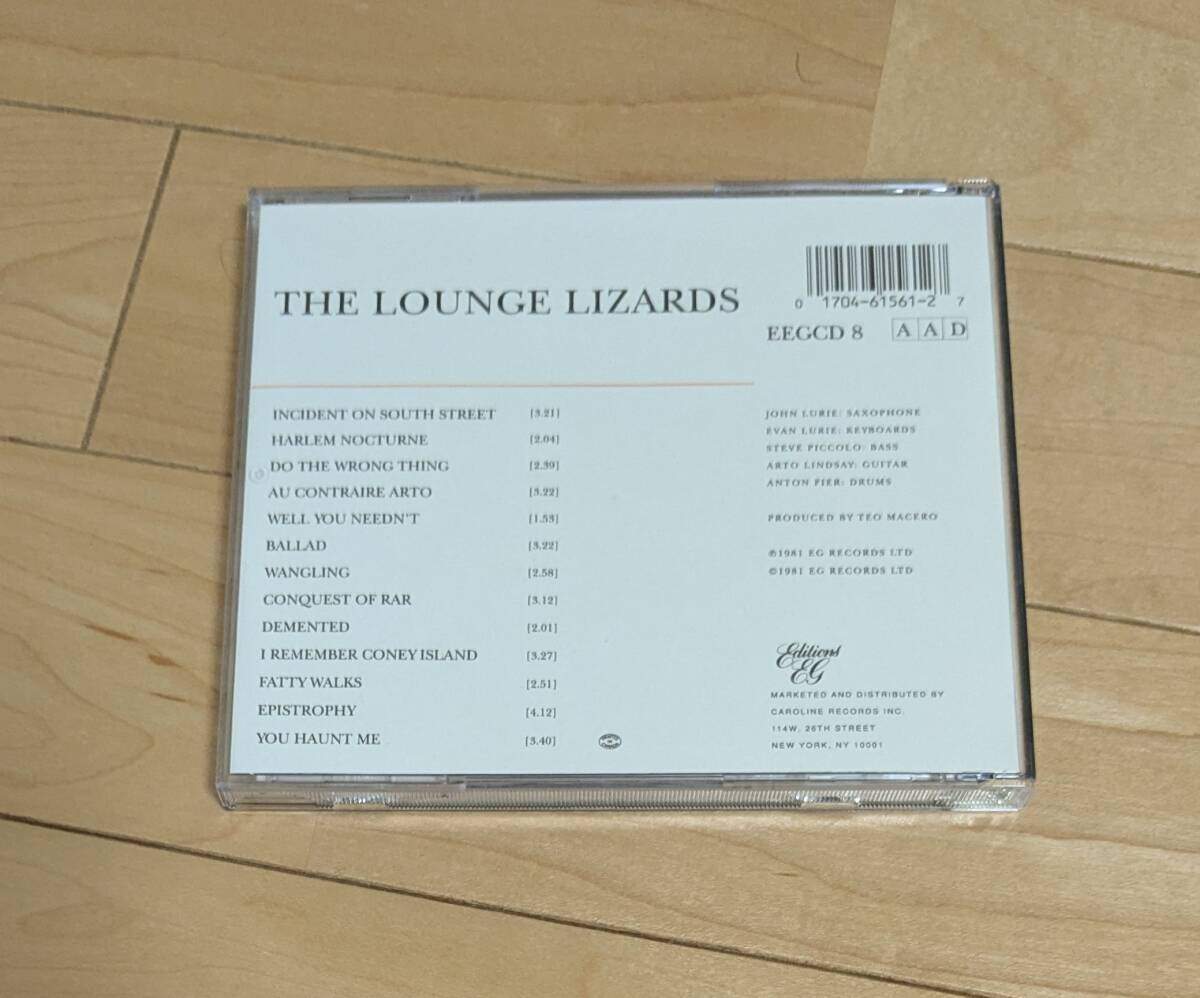 THE LOUNGE LIZARDS
0 1704-61561-2 7
EEGCD 8 A A D
INCIDENT ON SOUTH STREET [3.21]
HARLEM NOCTURNE [2.04]
DO THE WRONG THING [2.39]
AU CONTRAIRE ARTO [3.22]
WELL YOU NEEDN'T [1.53]
BALLAD [3.22]
WANGLING [2.58]
CONQUEST OF RAR [3.12]
DEMENTED [2.01]
I REMEMBER CONEY ISLAND [3.27]
FATTY WALKS [2.51]
EPISTROPHY [4.12]
YOU HAUNT ME [3.40]
JOHN LURIE: SAXOPHONE
EVAN LURIE: KEYBOARDS
STEVE PICCOLO: BASS
ARTO LINDSAY: GUITAR
ANTON FIER: DRUMS
PRODUCED BY TEO MACERO
℗1981 EG RECORDS LTD
©1981 EG RECORDS LTD
Editions
EG
MARKETED AND DISTRIBUTED BY
CAROLINE RECORDS INC.
114W. 26TH STREET
NEW YORK, NY 10001